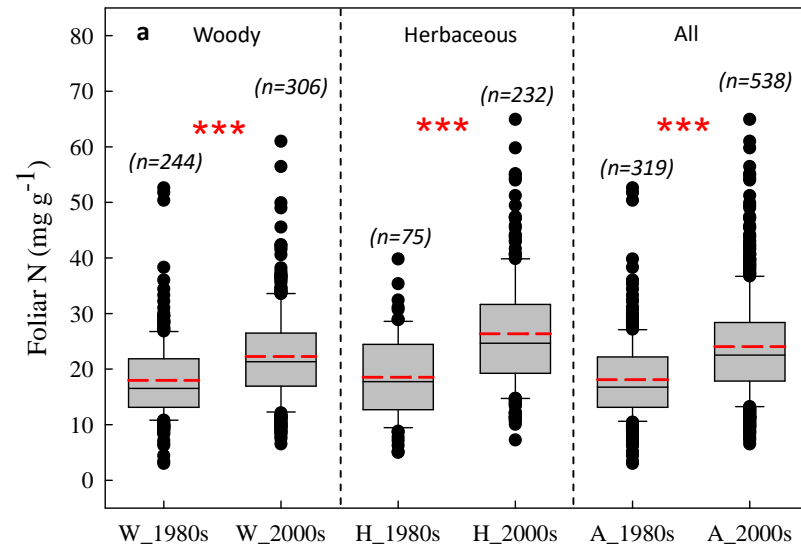 a Woody Herbaceous All
(n=306) (n=232) (n=538)
*** *** ***
(n=244) (n=75) (n=319)
Foliar N (mg g⁻¹)
80
70
60
50
40
30
20
10
0
W_1980s W_2000s H_1980s H_2000s A_1980s A_2000s